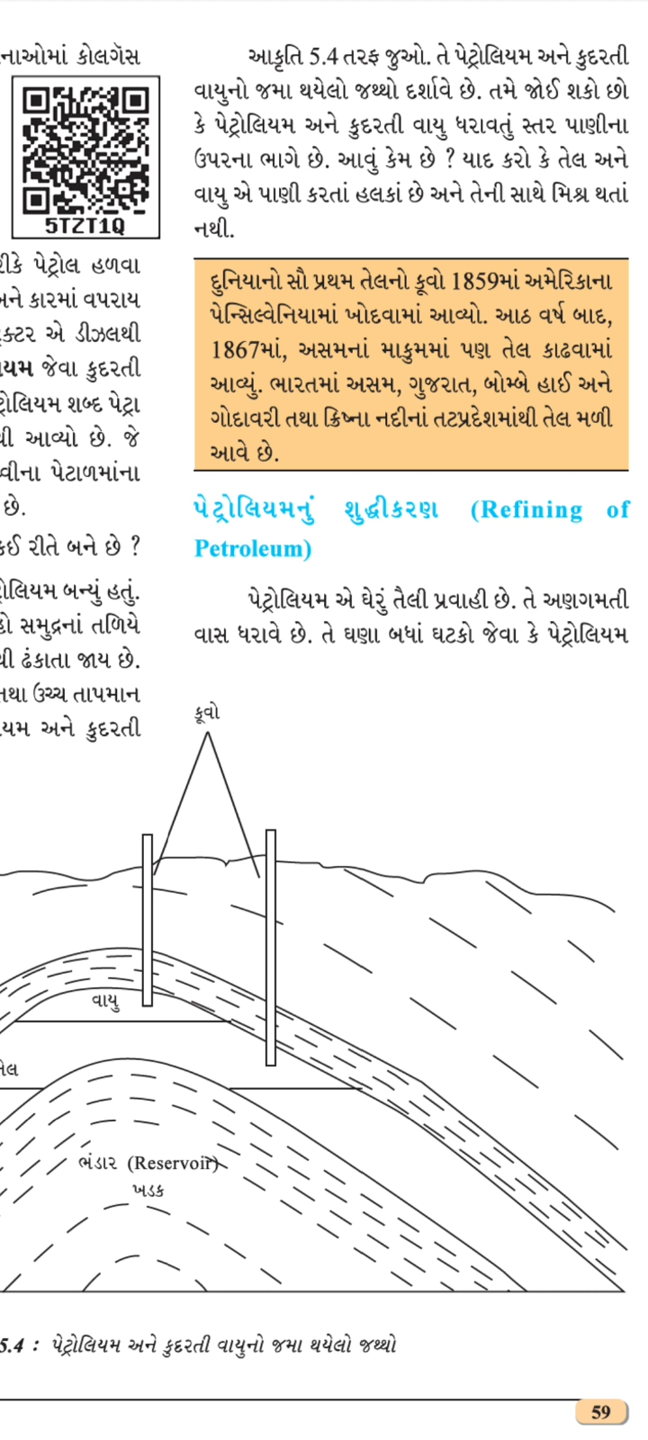 નાઓમાં કોલગૅસ
5TZT1Q
રીકે પેટ્રોલ હળવા
અને કારમાં વપરાય
ક્ટર એ ડીઝલથી
યમ જેવા કુદરતી
ટ્રોલિયમ શબ્દ પેટ્રા
થી આવ્યો છે. જે
વીના પેટાળમાંના
છે.
કઈ રીતે બને છે ?
ટ્રોલિયમ બન્યું હતું.
હો સમુદ્રનાં તળિયે
થી ઢંકાતા જાય છે.
તથા ઉચ્ચ તાપમાન
યમ અને કુદરતી
આકૃતિ 5.4 તરફ જુઓ. તે પેટ્રોલિયમ અને કુદરતી
વાયુનો જમા થયેલો જથ્થો દર્શાવે છે. તમે જોઈ શકો છો
કે પેટ્રોલિયમ અને કુદરતી વાયુ ધરાવતું સ્તર પાણીના
ઉપરના ભાગે છે. આવું કેમ છે ? યાદ કરો કે તેલ અને
વાયુ એ પાણી કરતાં હલકાં છે અને તેની સાથે મિશ્ર થતાં
નથી.
દુનિયાનો સૌ પ્રથમ તેલનો કૂવો 1859માં અમેરિકાના
પેન્સિલ્વેનિયામાં ખોદવામાં આવ્યો. આઠ વર્ષ બાદ,
1867માં, અસમનાં માકુમમાં પણ તેલ કાઢવામાં
આવ્યું. ભારતમાં અસમ, ગુજરાત, બોમ્બે હાઈ અને
ગોદાવરી તથા ક્રિષ્ના નદીનાં તટપ્રદેશમાંથી તેલ મળી
આવે છે.
પેટ્રોલિયમનું શુદ્ધીકરણ (Refining of
Petroleum)
પેટ્રોલિયમ એ ઘેરું તૈલી પ્રવાહી છે. તે અણગમતી
વાસ ધરાવે છે. તે ઘણા બધાં ઘટકો જેવા કે પેટ્રોલિયમ
કૂવો
વાયુ
તેલ
ભંડાર (Reservoir)
ખડક
5.4 : પેટ્રોલિયમ અને કુદરતી વાયુનો જમા થયેલો જથ્થો
59